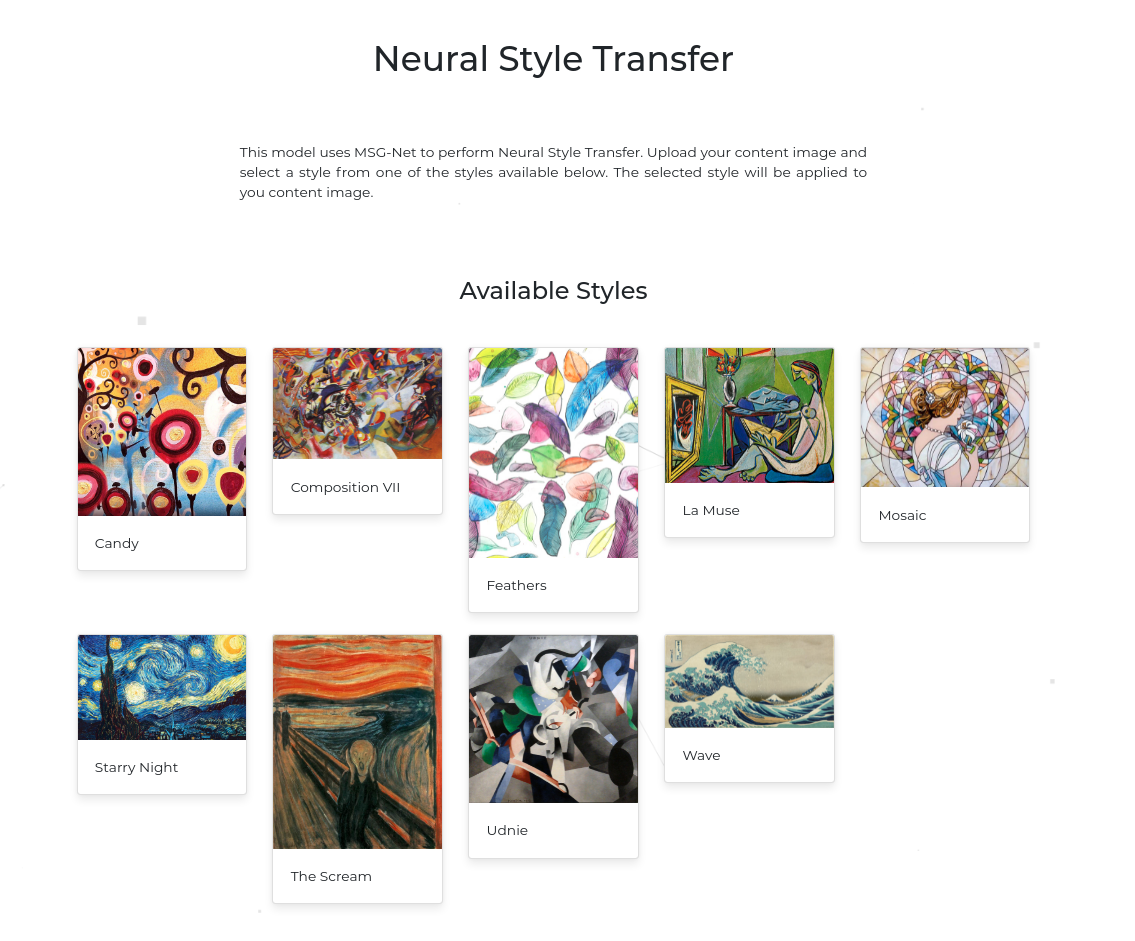 Neural Style Transfer
This model uses MSG-Net to perform Neural Style Transfer. Upload your content image and
select a style from one of the styles available below. The selected style will be applied to
you content image.
Available Styles
Candy
Composition VII
Feathers
La Muse
Mosaic
Starry Night
The Scream
Udnie
Wave